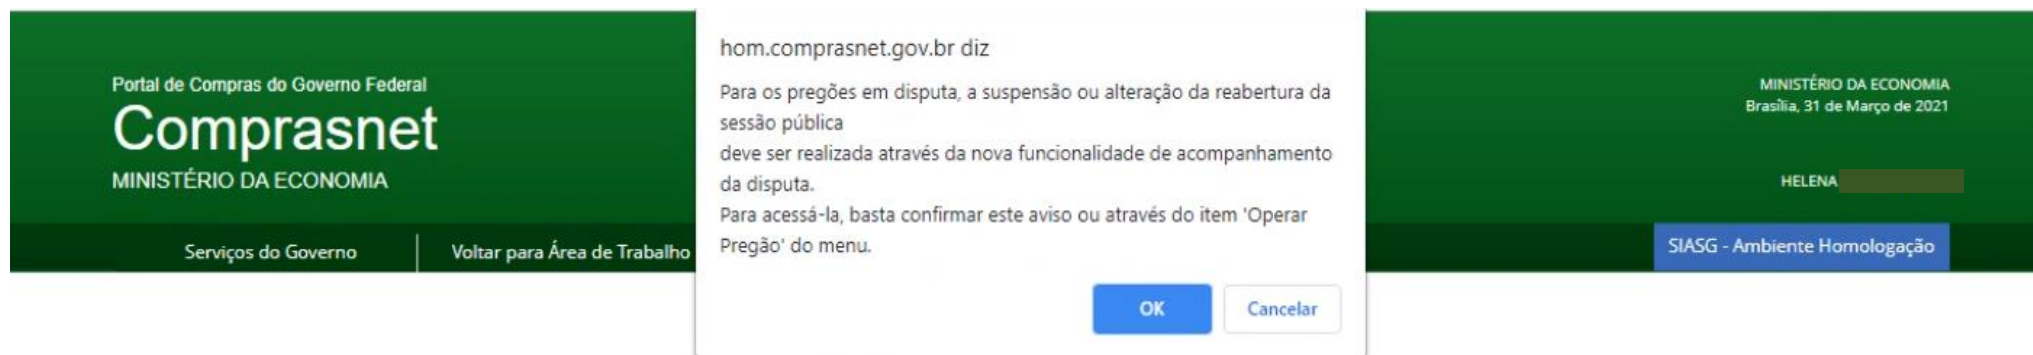 Portal de Compras do Governo Federal
Comprasnet
MINISTÉRIO DA ECONOMIA
Serviços do Governo
Voltar para Área de Trabalho
hom.comprasnet.gov.br diz
Para os pregões em disputa, a suspensão ou alteração da reabertura da
sessão pública
deve ser realizada através da nova funcionalidade de acompanhamento
da disputa.
Para acessá-la, basta confirmar este aviso ou através do item 'Operar
Pregão' do menu.
OK
Cancelar
MINISTÉRIO DA ECONOMIA
Brasília, 31 de Março de 2021
HELENA
SIASG - Ambiente Homologação